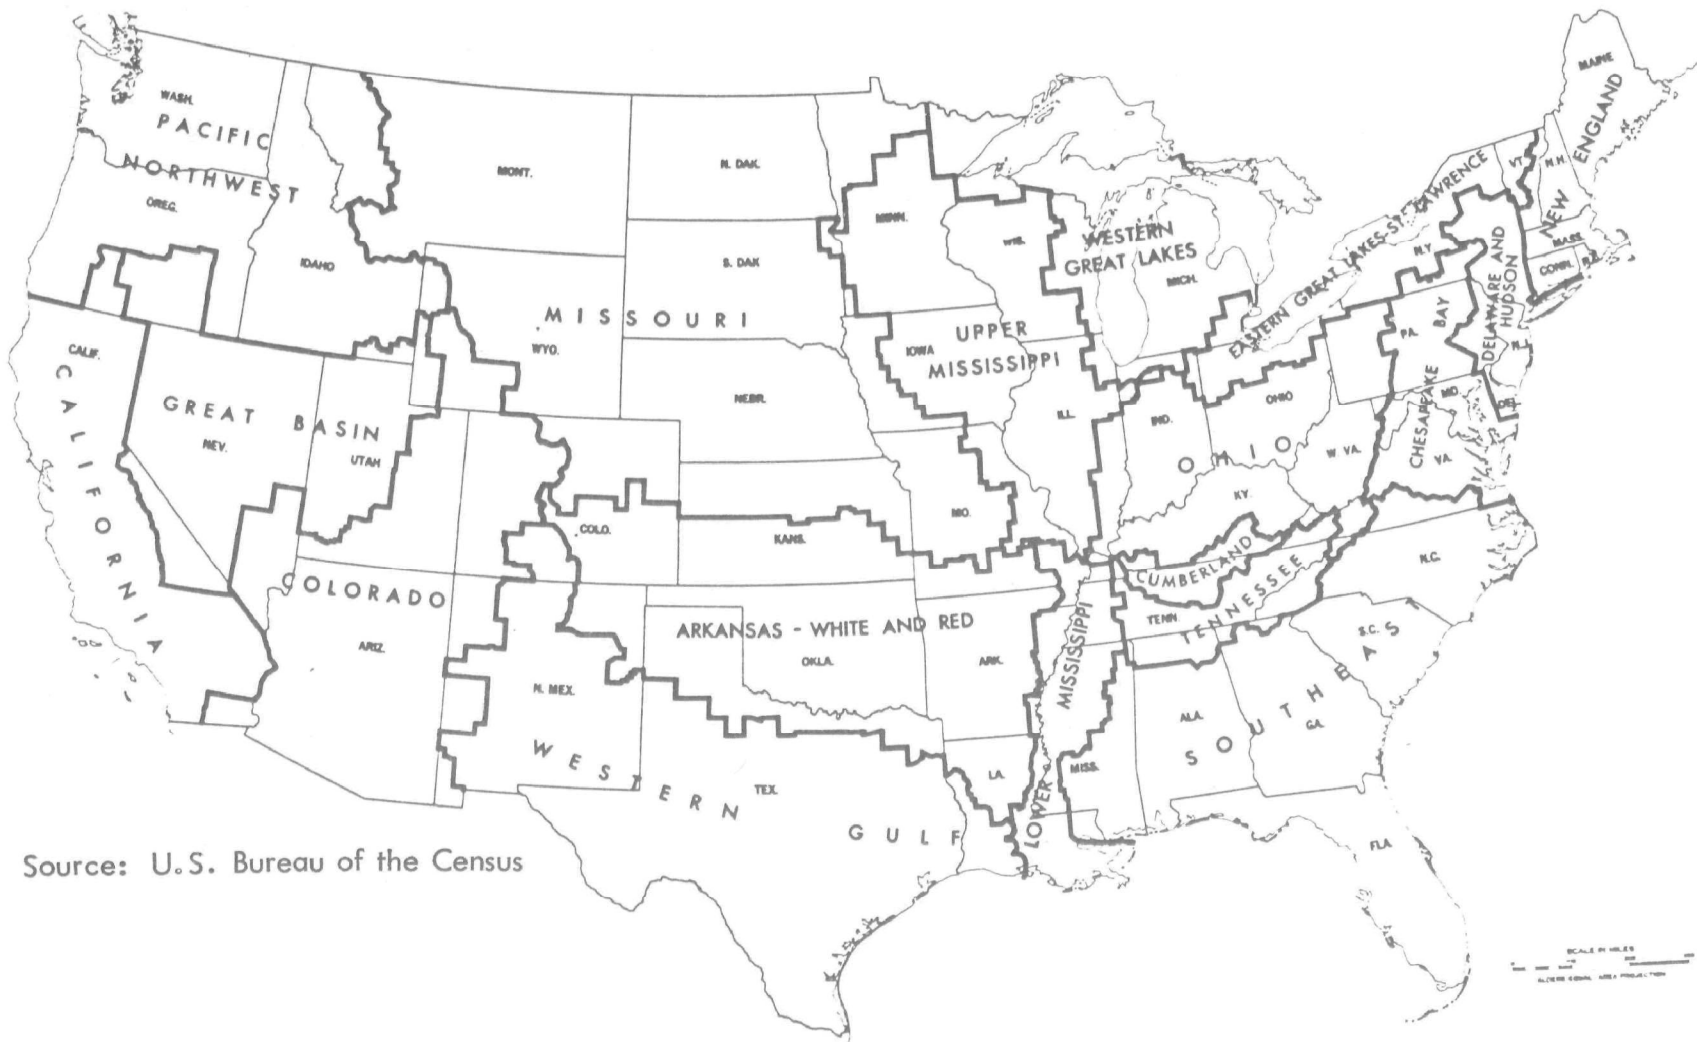 WASH.
PACIFIC
NORTHWEST
OREG.
IDAHO
MONT.
N. DAK.
S. DAK
MINN.
WIS.
WESTERN
GREAT LAKES
MICH.
EASTERN GREAT LAKES-ST. LAWRENCE
N.Y.
VT.
N.H.
MAINE
NEW ENGLAND
MASS.
CONN.
R.I.
DELAWARE AND
HUDSON
PA.
N.J.
CHESAPEAKE BAY
MD.
DEL.
VA.
W. VA.
CALIF.
CALIFORNIA
GREAT BASIN
NEV.
UTAH
MISSOURI
WYO.
NEBR.
IOWA
UPPER
MISSISSIPPI
ILL.
IND.
OHIO
OHIO
KY.
COLO.
KANS.
MO.
CUMBERLAND
TENNESSEE
TENN.
N.C.
S.C.
COLORADO
ARIZ.
N. MEX.
ARKANSAS - WHITE AND RED
OKLA.
ARK.
LOWER MISSISSIPPI
MISS.
ALA.
GA.
SOUTHEAS
WESTERN GULF
TEX.
LA.
FLA
Source: U.S. Bureau of the Census
SCALE IN MILES